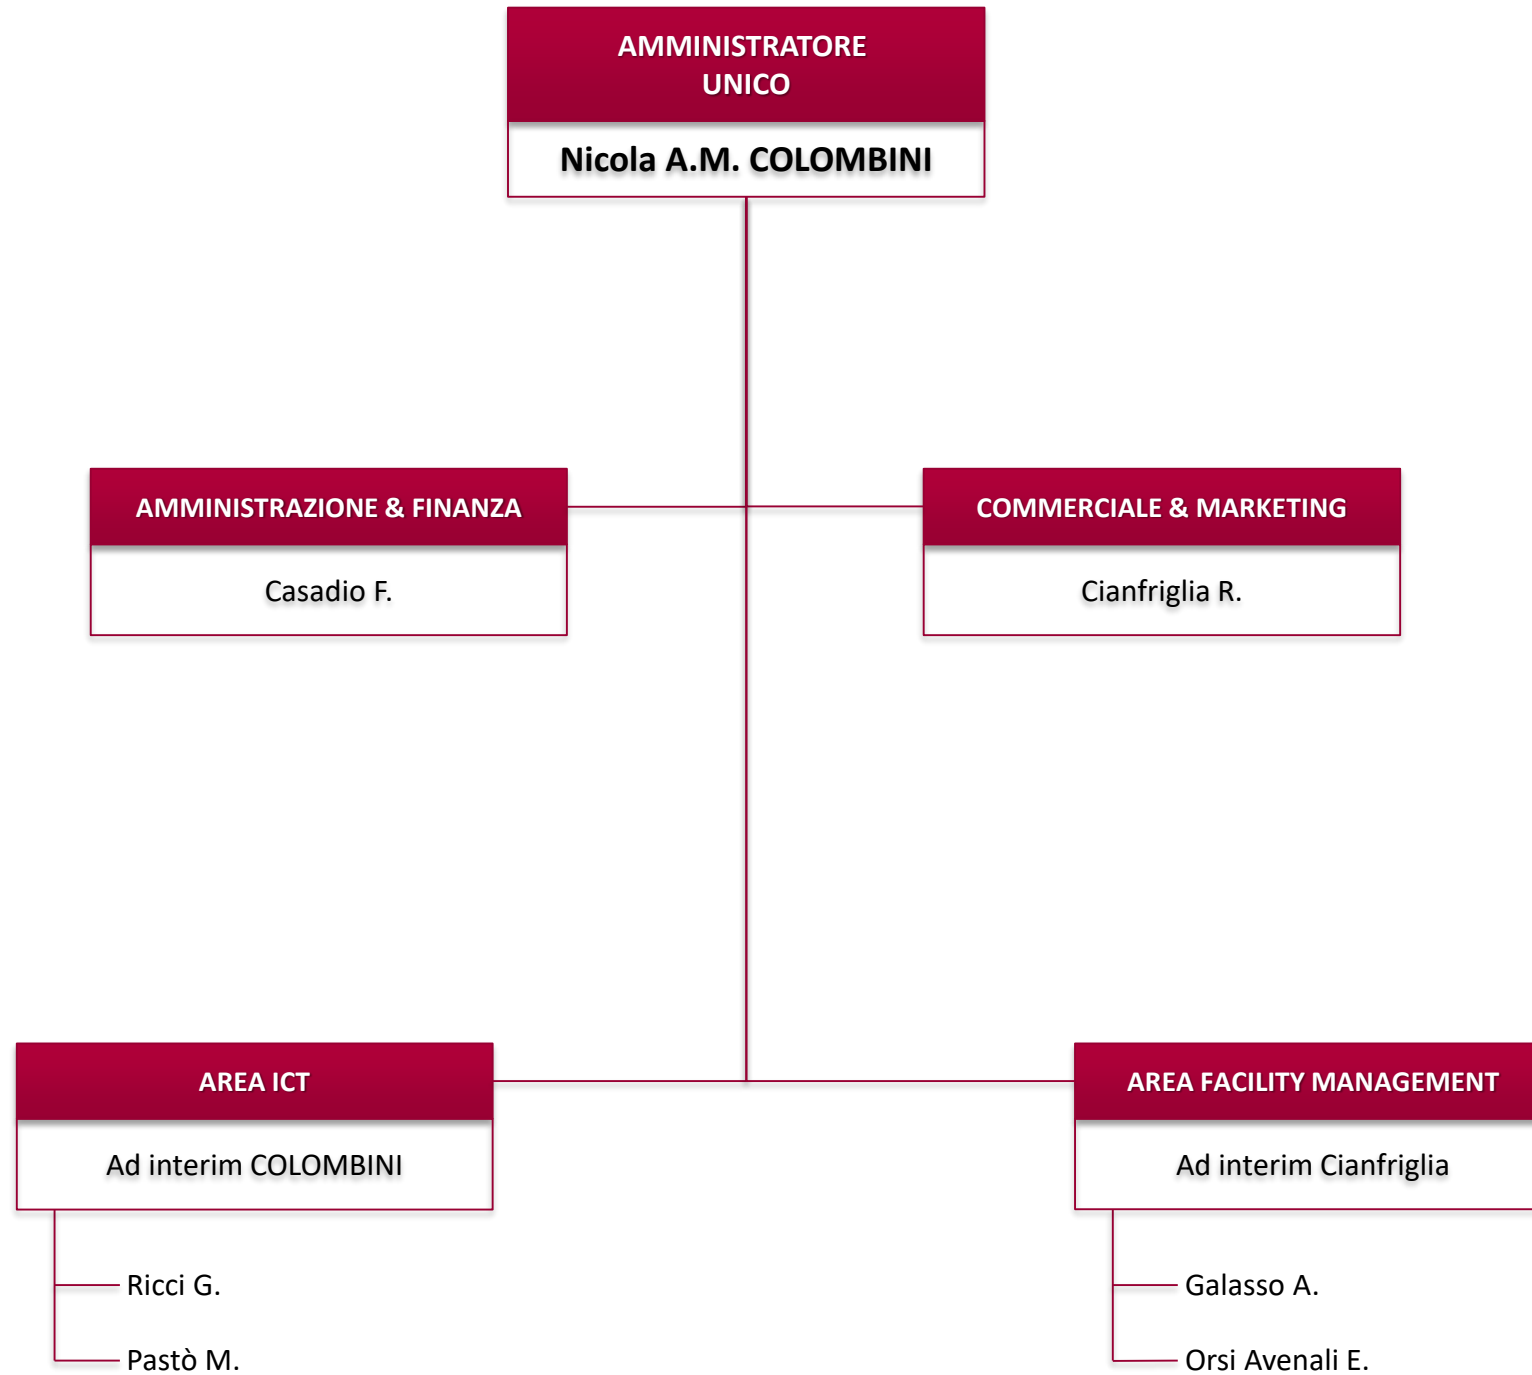 AMMINISTRATORE
UNICO
Nicola A.M. COLOMBINI
AMMINISTRAZIONE & FINANZA
Casadio F.
COMMERCIALE & MARKETING
Cianfriglia R.
AREA ICT
Ad interim COLOMBINI
Ricci G.
Pastò M.
AREA FACILITY MANAGEMENT
Ad interim Cianfriglia
Galasso A.
Orsi Avenali E.